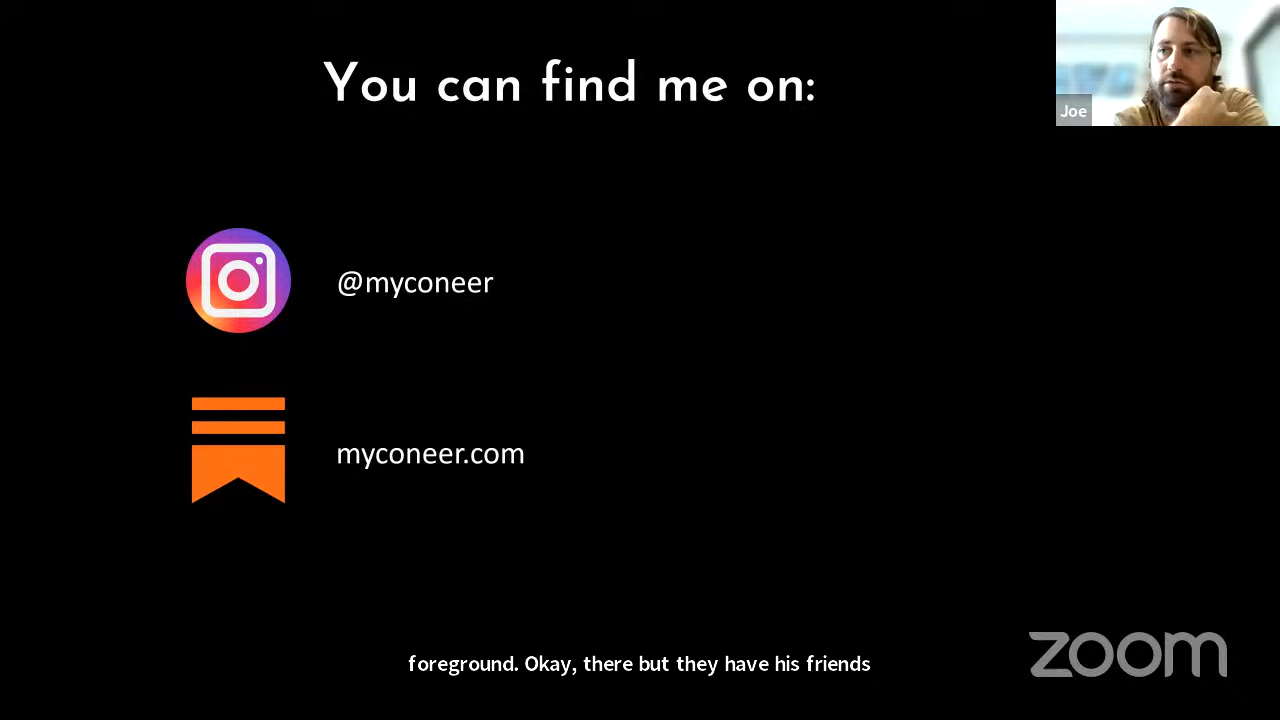 You can find me on:
Joe
@myconeer
myconeer.com
foreground. Okay, there but they have his friends
zoom